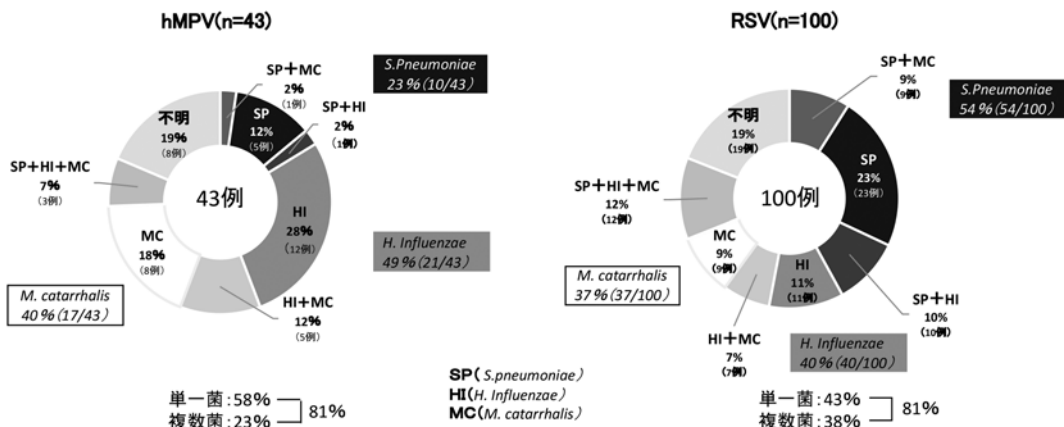 hMPV(n=43)
SP＋MC
2%
(1例)
S.Pneumoniae
23％(10/43)
SP
12%
(5例)
SP+HI
2%
(1例)
不明
19%
(8例)
SP+HI+MC
7%
(3例)
43例
HI
28%
(12例)
MC
18%
(8例)
H. Influenzae
49％(21/43)
M. catarrhalis
40％(17/43)
HI+MC
12%
(5例)
単一菌:58%
複数菌:23%
81%
SP( S.pneumoniae )
HI(H. Influenzae)
MC(M. catarrhalis)
RSV(n=100)
SP＋MC
9%
(9例)
S.Pneumoniae
54％(54/100)
不明
19%
(19例)
SP
23%
(23例)
SP＋HI＋MC
12%
(12例)
100例
MC
9%
(9例)
HI
11%
(11例)
M. catarrhalis
37％(37/100)
SP＋HI
10%
(10例)
HI＋MC
7%
(7例)
H. Influenzae
40％(40/100)
単一菌:43%
複数菌:38%
81%